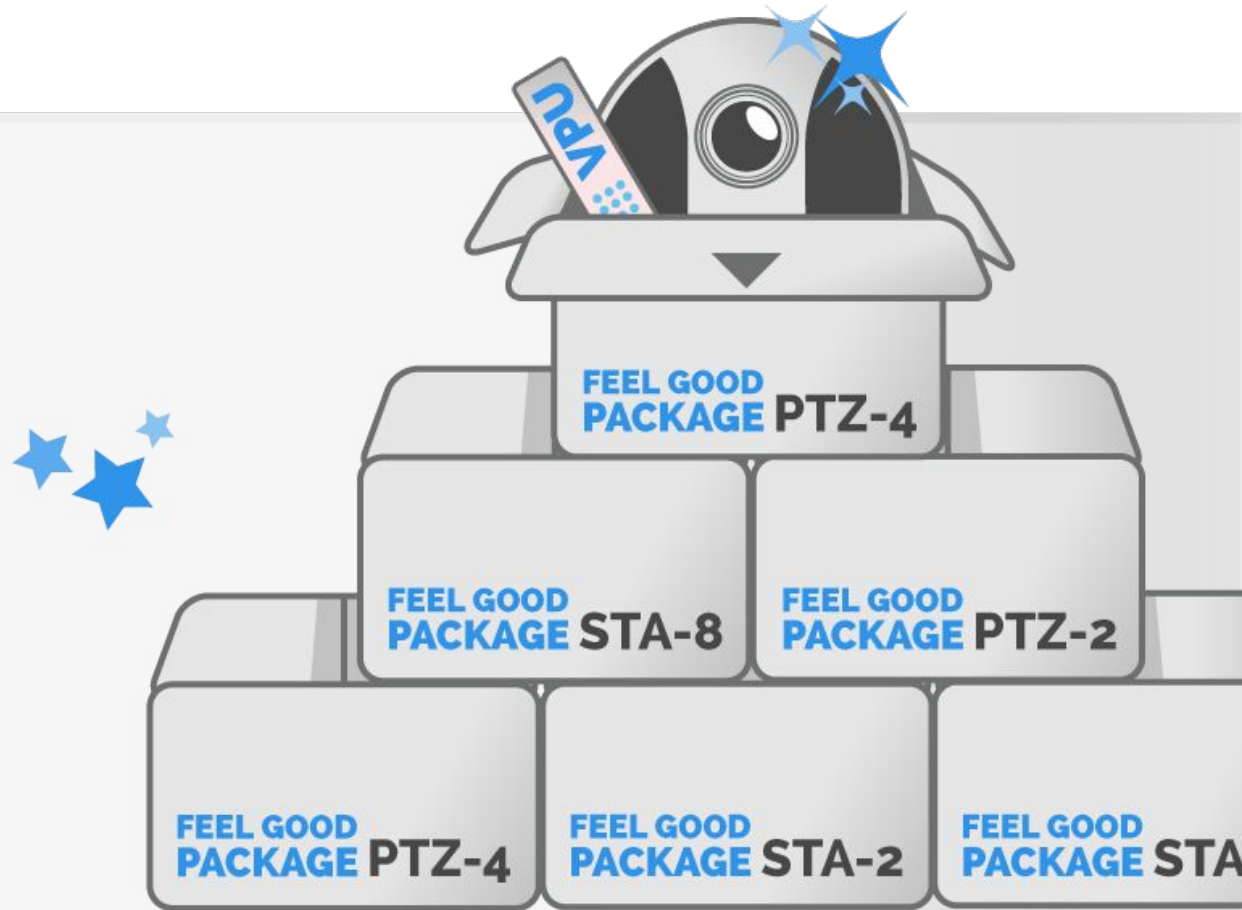 VPU
FEEL GOOD
PACKAGE PTZ-4
FEEL GOOD
PACKAGE STA-8
FEEL GOOD
PACKAGE PTZ-2
FEEL GOOD
PACKAGE PTZ-4
FEEL GOOD
PACKAGE STA-2
FEEL GOOD
PACKAGE STA